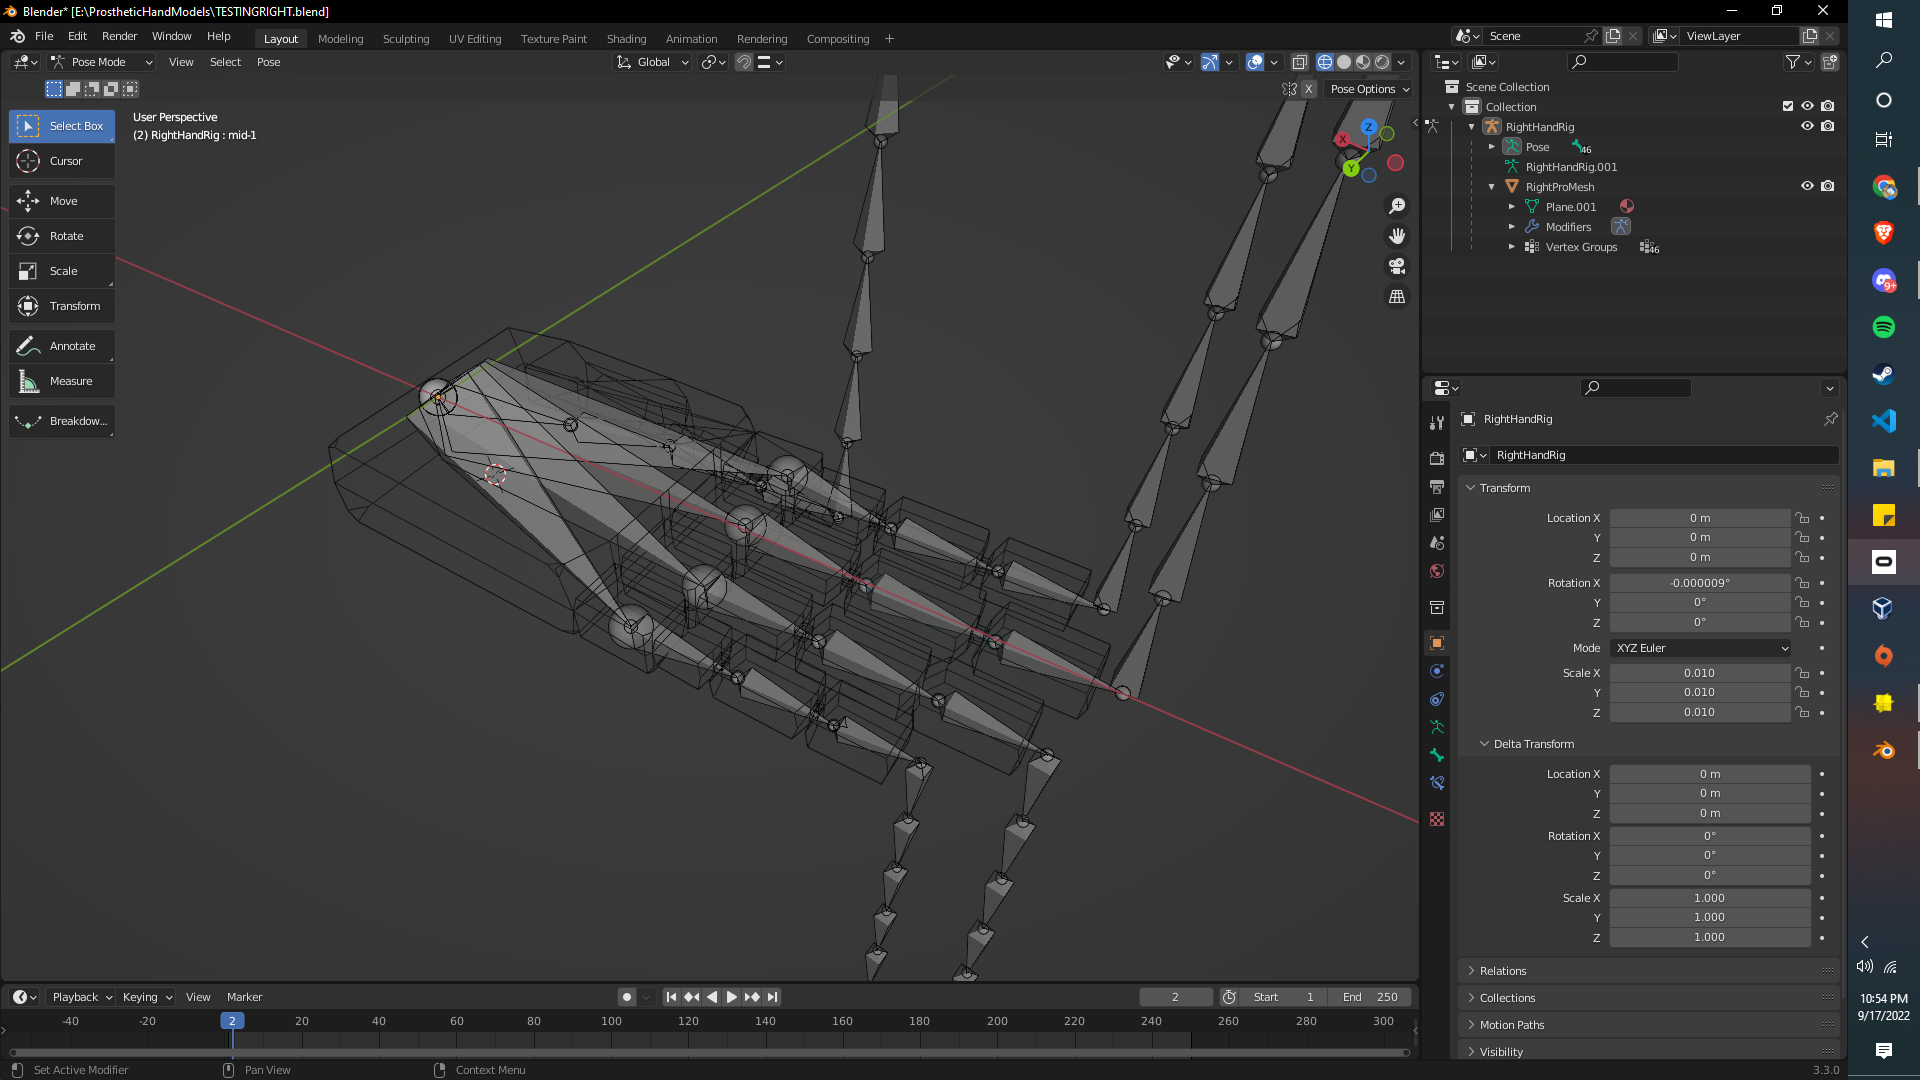 Blender* [E:\ProstheticHandModels\TESTINGRIGHT.blend]
File Edit Render Window Help Layout Modeling Sculpting UV Editing Texture Paint Shading Animation Rendering Compositing + Scene ViewLayer
Pose Mode View Select Pose Global
X Pose Options
User Perspective
(2) RightHandRig : mid-1
Select Box
Cursor
Move
Rotate
Scale
Transform
Annotate
Measure
Breakdow...
Z
X
Y
Scene Collection
Collection
RightHandRig
Pose 46
RightHandRig.001
RightProMesh
Plane.001
Modifiers
Vertex Groups 46
RightHandRig
RightHandRig
Transform
Location X 0 m
Y 0 m
Z 0 m
Rotation X -0.000009°
Y 0°
Z 0°
Mode XYZ Euler
Scale X 0.010
Y 0.010
Z 0.010
Delta Transform
Location X 0 m
Y 0 m
Z 0 m
Rotation X 0°
Y 0°
Z 0°
Scale X 1.000
Y 1.000
Z 1.000
Relations
Collections
Motion Paths
Visibility
Playback Keying View Marker 2 Start 1 End 250
-40 -20 2 20 40 60 80 100 120 140 160 180 200 220 240 260 280 300
Set Active Modifier Pan View Context Menu 3.3.0
9+
10:54 PM
9/17/2022